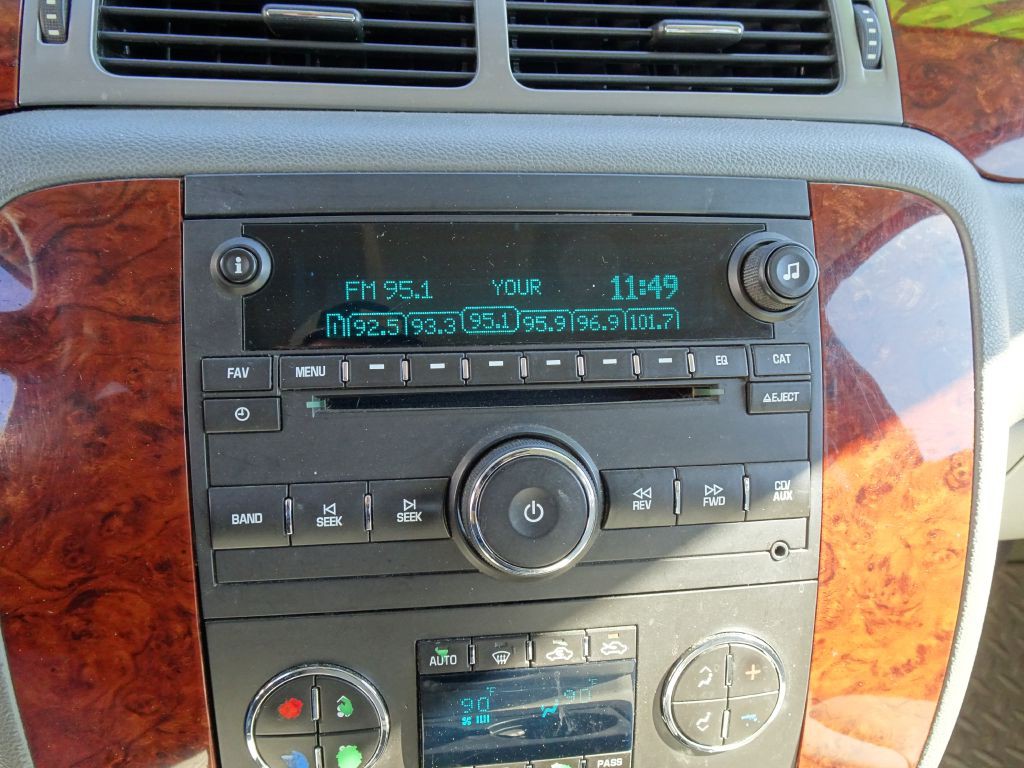 FM 95.1 YOUR 11:49
92.5 93.3 95.1 95.9 96.9 101.7
FAV MENU EQ CAT
EJECT
BAND SEEK SEEK REV FWD CD/AUX
AUTO
90°F 90°F
PASS